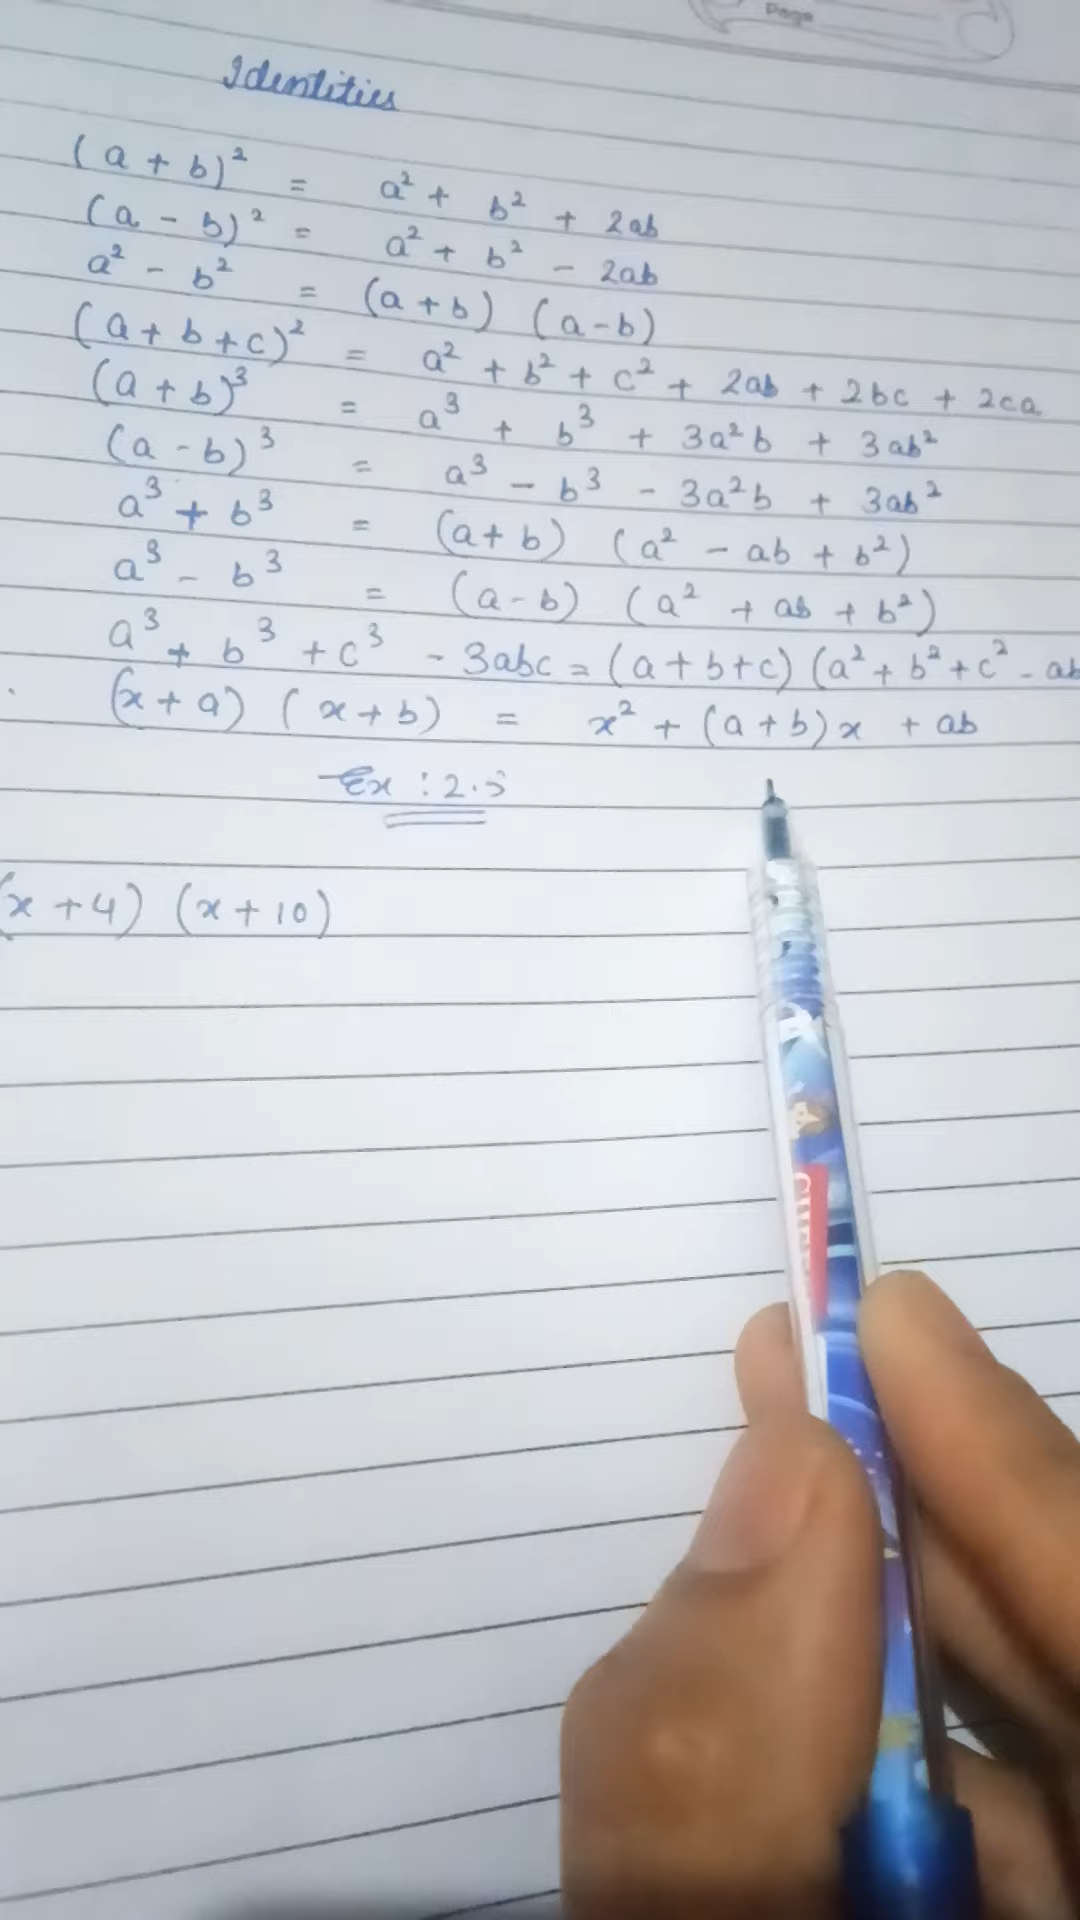 Page
Identities
(a + b)² = a² + b² + 2ab
(a - b)² = a² + b² - 2ab
a² - b² = (a + b) (a - b)
(a + b + c)² = a² + b² + c² + 2ab + 2bc + 2ca
(a + b)³ = a³ + b³ + 3a²b + 3ab²
(a - b)³ = a³ - b³ - 3a²b + 3ab²
a³ + b³ = (a + b) (a² - ab + b²)
a³ - b³ = (a - b) (a² + ab + b²)
a³ + b³ + c³ - 3abc = (a + b + c) (a² + b² + c² - ab
(x + a) (x + b) = x² + (a + b)x + ab
Ex : 2.5
(x + 4) (x + 10)